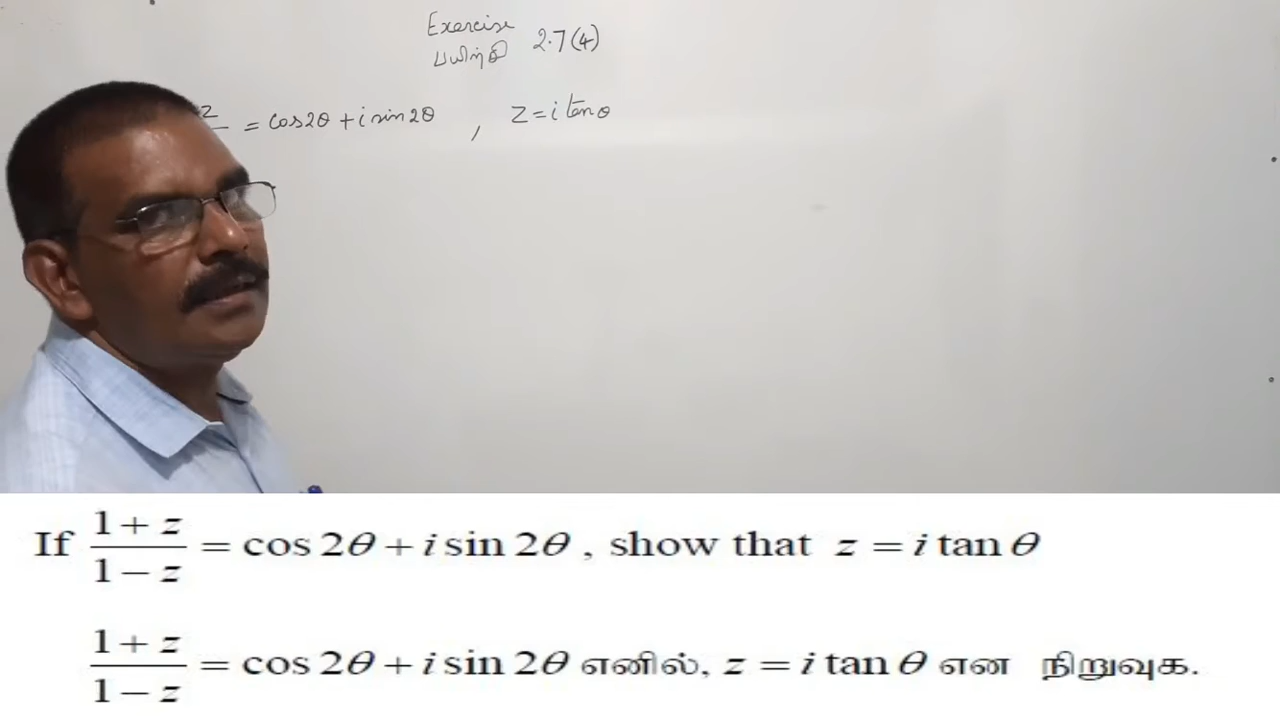 Exercise
பயிற்சி 2.7(4)
z = cos2θ + i sin2θ , z = i tanθ
If 1 + z / 1 − z = cos 2θ + i sin 2θ , show that z = i tan θ
1 + z / 1 − z = cos 2θ + i sin 2θ எனில், z = i tan θ என நிறுவுக.